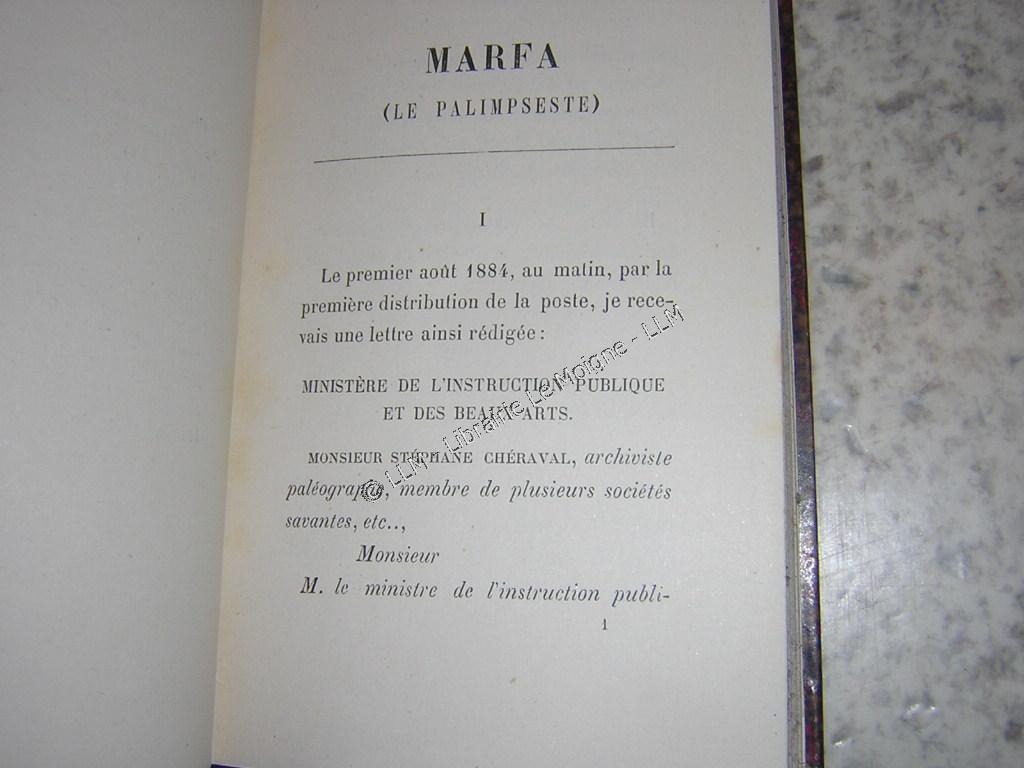 MARFA
(LE PALIMPSESTE)
I
Le premier août 1884, au matin, par la
première distribution de la poste, je rece-
vais une lettre ainsi rédigée :
MINISTÈRE DE L'INSTRUCTION PUBLIQUE
ET DES BEAUX-ARTS.
MONSIEUR STÉPHANE CHÉRAVAL, archiviste
paléographe, membre de plusieurs sociétés
savantes, etc..,
Monsieur
M. le ministre de l'instruction publi-
1
© LLM - Librairie Le Moigne - LLM